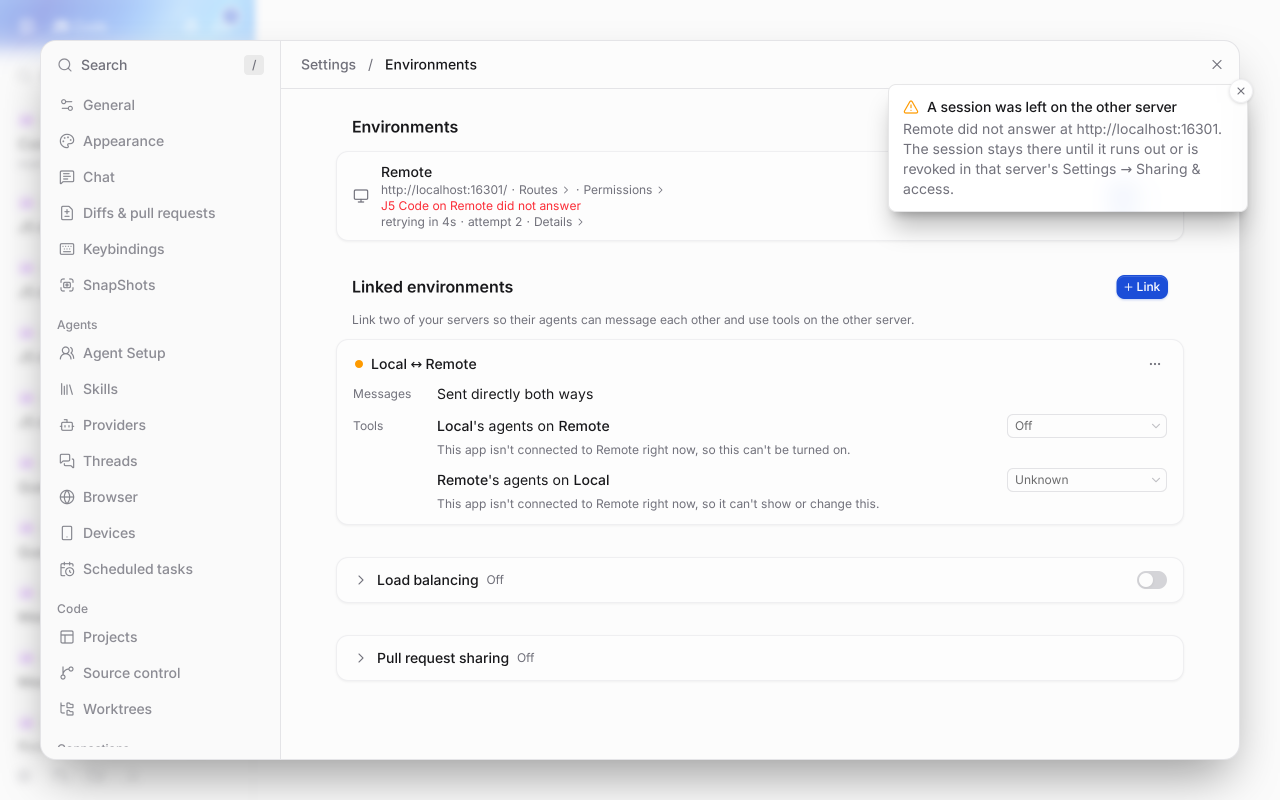 Search
/
General
Appearance
Chat
Diffs & pull requests
Keybindings
SnapShots
Agents
Agent Setup
Skills
Providers
Threads
Browser
Devices
Scheduled tasks
Code
Projects
Source control
Worktrees
Connections
Settings / Environments
A session was left on the other server
Remote did not answer at http://localhost:16301.
The session stays there until it runs out or is
revoked in that server's Settings → Sharing &
access.
Environments
Remote
http://localhost:16301/ · Routes > · Permissions >
J5 Code on Remote did not answer
retrying in 4s · attempt 2 · Details >
Linked environments
+ Link
Link two of your servers so their agents can message each other and use tools on the other server.
Local ↔ Remote
Messages
Sent directly both ways
Tools
Local's agents on Remote
Off
This app isn't connected to Remote right now, so this can't be turned on.
Remote's agents on Local
Unknown
This app isn't connected to Remote right now, so it can't show or change this.
Load balancing Off
Pull request sharing Off